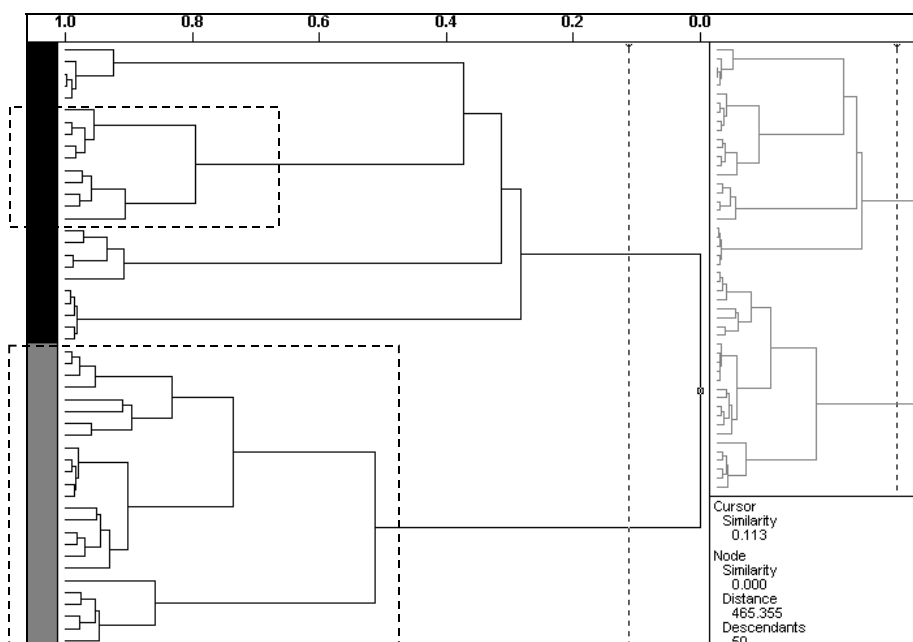 1.0 0.8 0.6 0.4 0.2 0.0
Cursor
Similarity
0.113
Node
Similarity
0.000
Distance
465.355
Descendants